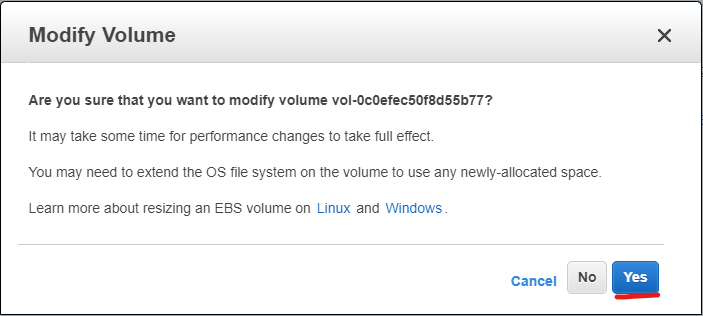 Modify Volume
Are you sure that you want to modify volume vol-0c0efec50f8d55b77?
It may take some time for performance changes to take full effect.
You may need to extend the OS file system on the volume to use any newly-allocated space.
Learn more about resizing an EBS volume on Linux and Windows.
Cancel No Yes